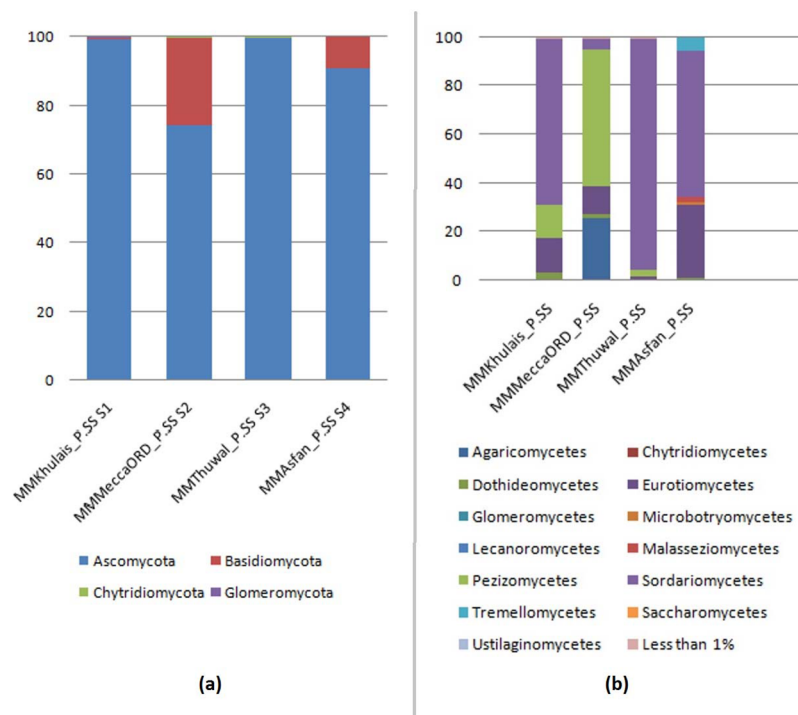 100
80
60
40
20
0
MMKhulais_P.SS S1
MMMeccaORD_P.SS S2
MMThuwal_P.SS S3
MMAsfan_P.SS S4
Ascomycota
Basidiomycota
Chytridiomycota
Glomeromycota
(a)
100
80
60
40
20
0
MMKhulais_P.SS
MMMeccaORD_P.SS
MMThuwal_P.SS
MMAsfan_P.SS
Agaricomycetes
Chytridiomycetes
Dothideomycetes
Eurotiomycetes
Glomeromycetes
Microbotryomycetes
Lecanoromycetes
Malasseziomycetes
Pezizomycetes
Sordariomycetes
Tremellomycetes
Saccharomycetes
Ustilaginomycetes
Less than 1%
(b)